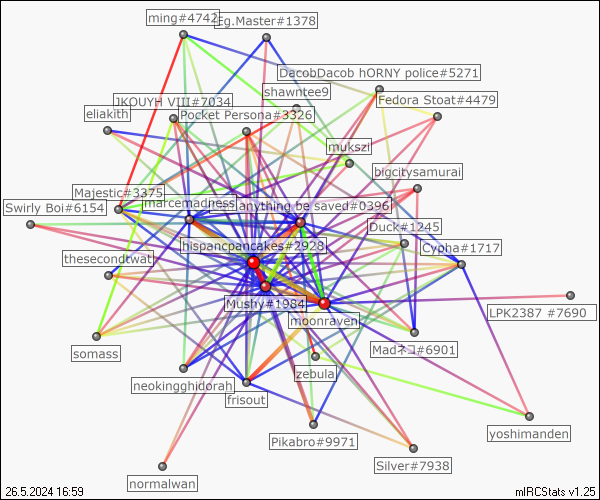 ming#4742
Eg.Master#1378
DacobDacob hORNY police#5271
shawntee9
JKOUYH VIII#7034
Fedora Stoat#4479
eliakith
Pocket Persona#3326
mukszi
bigcitysamurai
Majestic#3375
marcemadness
anything be saved#0396
Swirly Boi#6154
Duck#1245
hispancpancakes#2928
Cypha#1717
thesecondtwat
Mushy#1984
moonraven
LPK2387 #7690
somass
Madネコ#6901
zebula
neokingghidorah
frisout
yoshimanden
Pikabro#9971
Silver#7938
normalwan
26.5.2024 16:59
mIRCStats v1.25